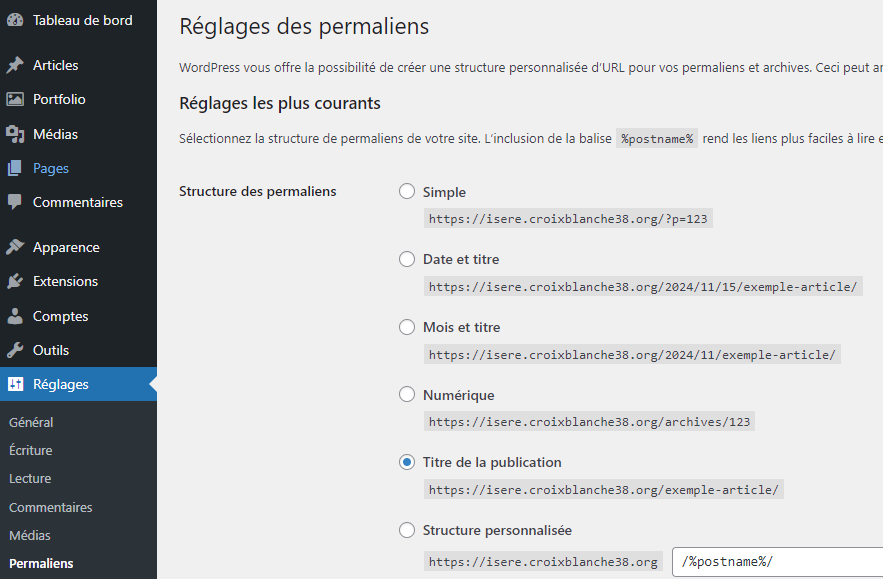 Tableau de bord
Articles
Portfolio
Médias
Pages
Commentaires
Apparence
Extensions
Comptes
Outils
Réglages
Général
Écriture
Lecture
Commentaires
Médias
Permaliens
Réglages des permaliens
WordPress vous offre la possibilité de créer une structure personnalisée d’URL pour vos permaliens et archives. Ceci peut
Réglages les plus courants
Sélectionnez la structure de permaliens de votre site. L’inclusion de la balise %postname% rend les liens plus faciles à lire
Structure des permaliens
Simple
https://isere.croixblanche38.org/?p=123
Date et titre
https://isere.croixblanche38.org/2024/11/15/exemple-article/
Mois et titre
https://isere.croixblanche38.org/2024/11/exemple-article/
Numérique
https://isere.croixblanche38.org/archives/123
Titre de la publication
https://isere.croixblanche38.org/exemple-article/
Structure personnalisée
https://isere.croixblanche38.org /%postname%/